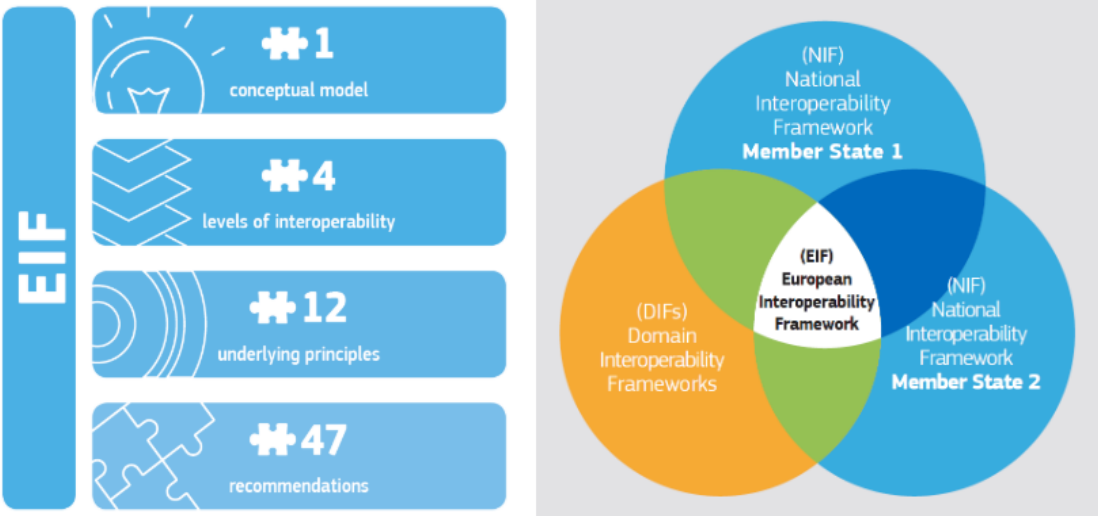 EIF
1
conceptual model
4
levels of interoperability
12
underlying principles
47
recommendations
(NIF)
National
Interoperability
Framework
Member State 1
(EIF)
European
Interoperability
Framework
(DIFs)
Domain
Interoperability
Frameworks
(NIF)
National
Interoperability
Framework
Member State 2